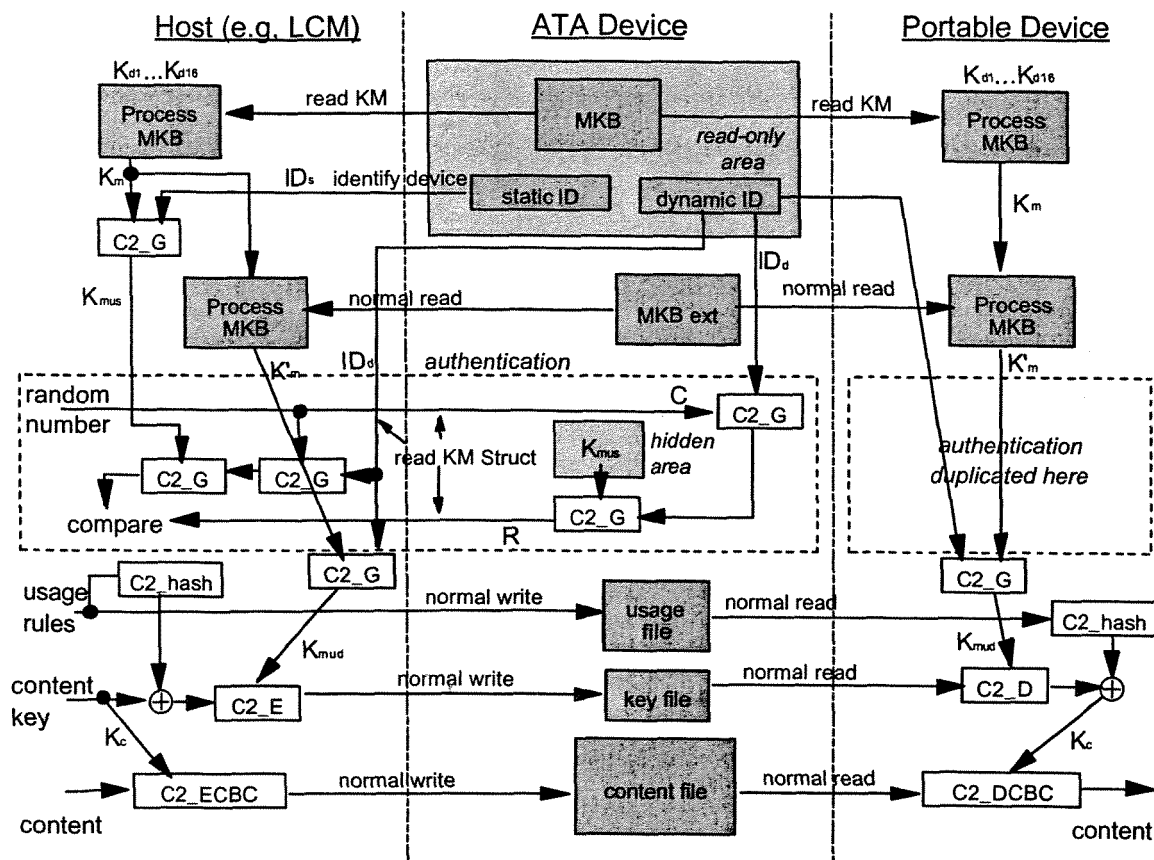 Host (e.g, LCM)
ATA Device
Portable Device
Kd1...Kd16
Kd1...Kd16
Process
MKB
read KM
MKB
read KM
Process
MKB
read-only
area
Km
IDs
identify device
static ID
dynamic ID
Km
C2_G
IDd
Kmus
Process
MKB
normal read
MKB ext
normal read
Process
MKB
K'm
IDd
authentication
K'm
random
number
C
C2_G
Kmus
hidden
area
authentication
duplicated here
read KM Struct
C2_G
C2_G
C2_G
compare
R
C2_G
C2_G
C2_hash
usage
rules
normal write
usage
file
normal read
C2_hash
Kmud
Kmud
content
key
C2_E
normal write
key file
normal read
C2_D
Kc
Kc
C2_ECBC
normal write
content file
normal read
C2_DCBC
content
content